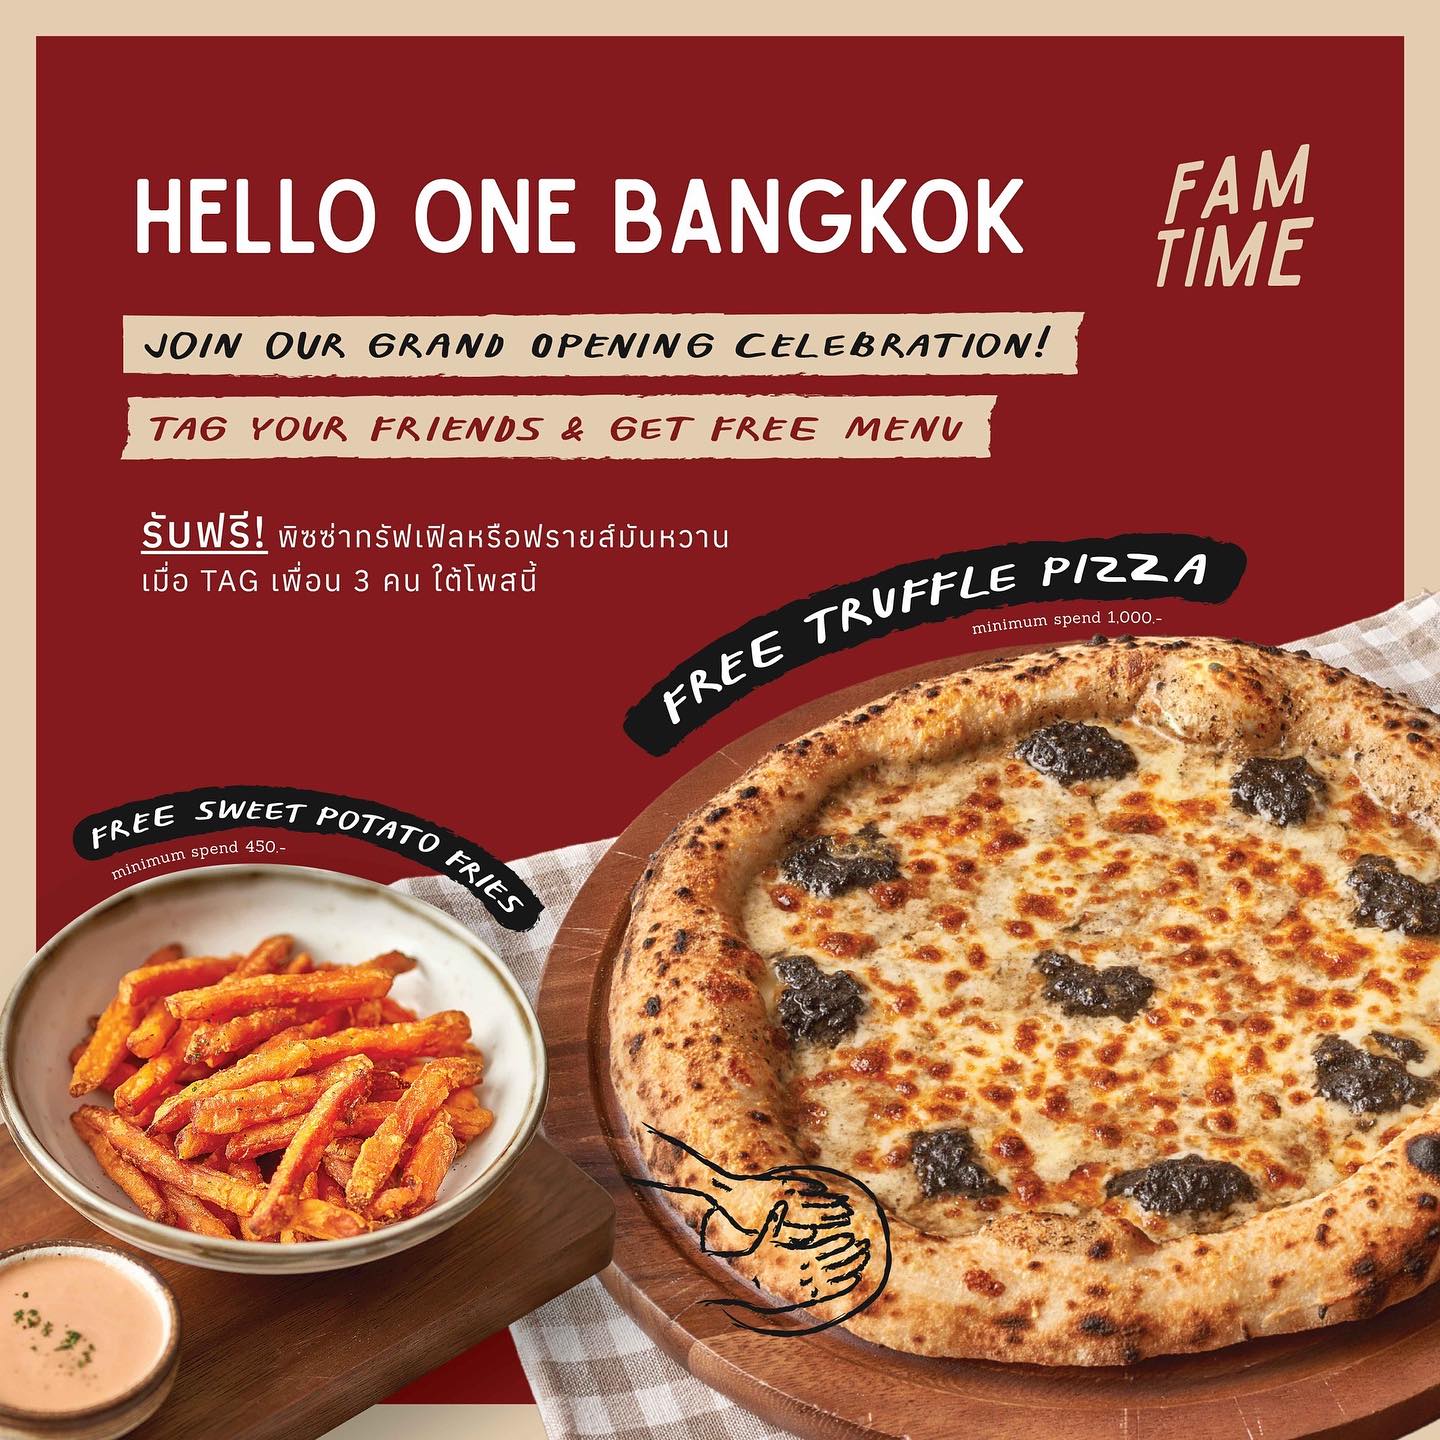 HELLO ONE BANGKOK
FAM
TIME
JOIN OUR GRAND OPENING CELEBRATION!
TAG YOUR FRIENDS & GET FREE MENU
รับฟรี! พิซซ่าทรัฟเฟิลหรือฟรายส์มันหวาน
เมื่อ TAG เพื่อน 3 คน ใต้โพสนี้
FREE TRUFFLE PIZZA
minimum spend 1,000.-
FREE SWEET POTATO FRIES
minimum spend 450.-